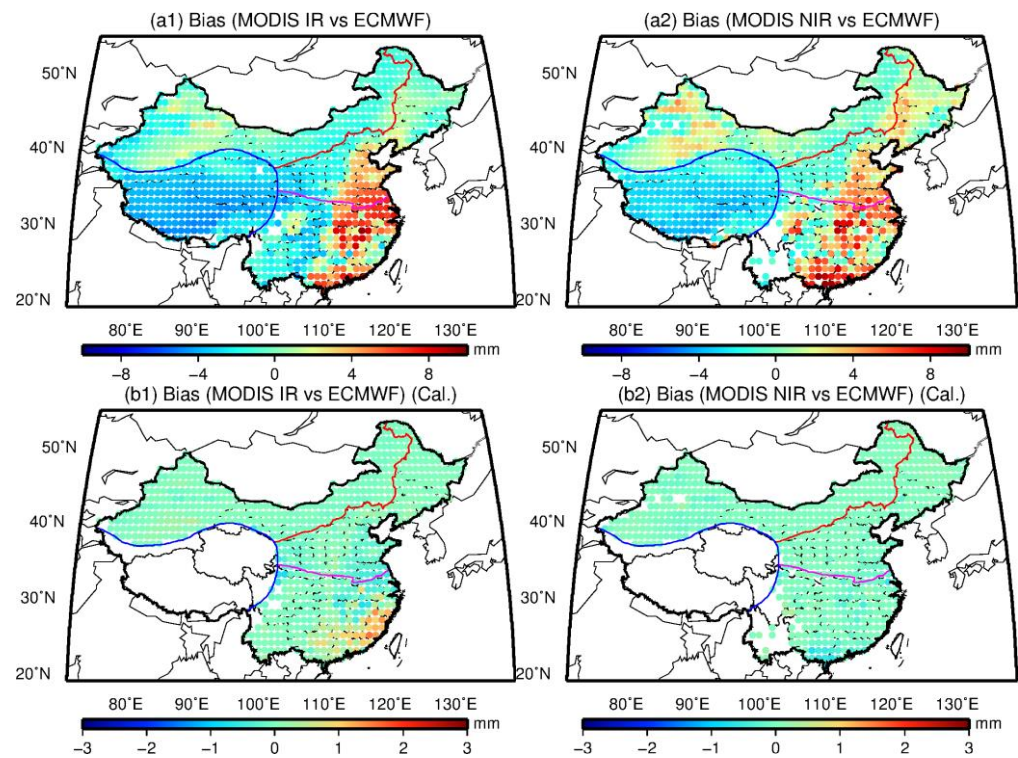 (a1) Bias (MODIS IR vs ECMWF)
(a2) Bias (MODIS NIR vs ECMWF)
50˚N
50˚N
40˚N
40˚N
30˚N
30˚N
20˚N
20˚N
80˚E 90˚E 100˚E 110˚E 120˚E 130˚E
80˚E 90˚E 100˚E 110˚E 120˚E 130˚E
mm
mm
−8 −4 0 4 8
−8 −4 0 4 8
(b1) Bias (MODIS IR vs ECMWF) (Cal.)
(b2) Bias (MODIS NIR vs ECMWF) (Cal.)
50˚N
50˚N
40˚N
40˚N
30˚N
30˚N
20˚N
20˚N
80˚E 90˚E 100˚E 110˚E 120˚E 130˚E
80˚E 90˚E 100˚E 110˚E 120˚E 130˚E
mm
mm
−3 −2 −1 0 1 2 3
−3 −2 −1 0 1 2 3